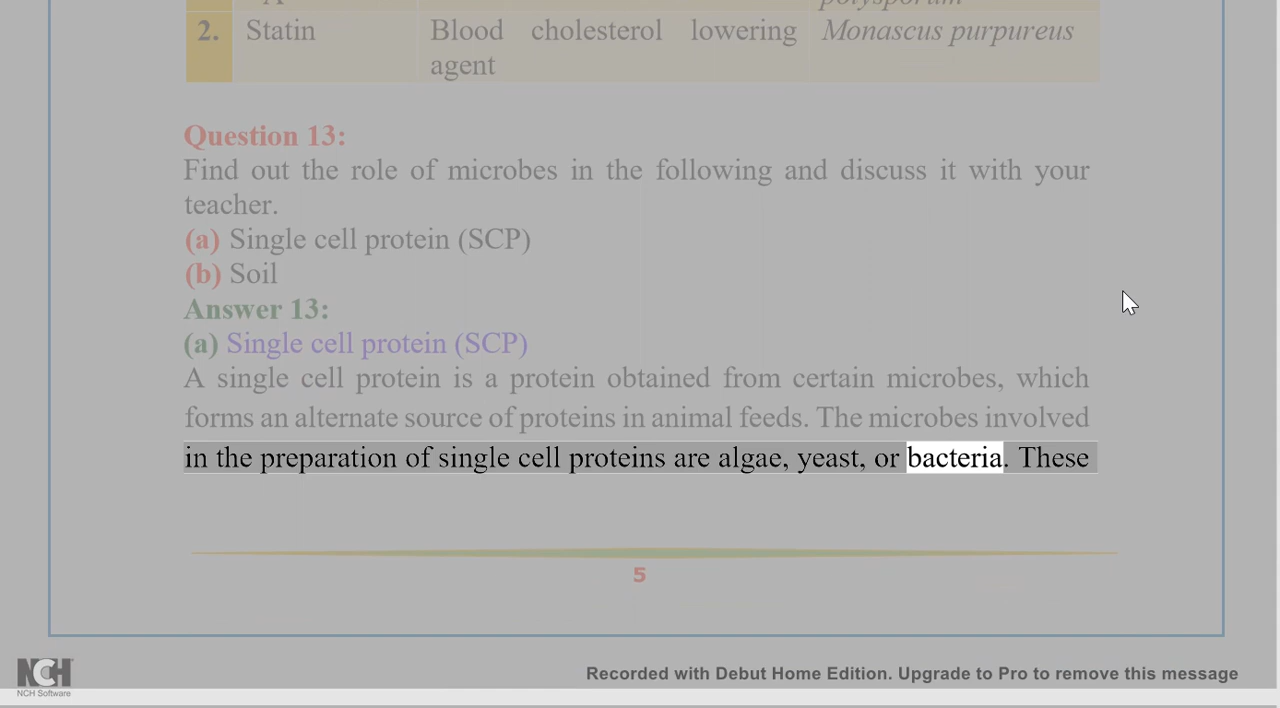 A polysporum
2. Statin Blood cholesterol lowering Monascus purpureus
agent
Question 13:
Find out the role of microbes in the following and discuss it with your
teacher.
(a) Single cell protein (SCP)
(b) Soil
Answer 13:
(a) Single cell protein (SCP)
A single cell protein is a protein obtained from certain microbes, which
forms an alternate source of proteins in animal feeds. The microbes involved
in the preparation of single cell proteins are algae, yeast, or bacteria. These
5
NCH
NCH Software
Recorded with Debut Home Edition. Upgrade to Pro to remove this message